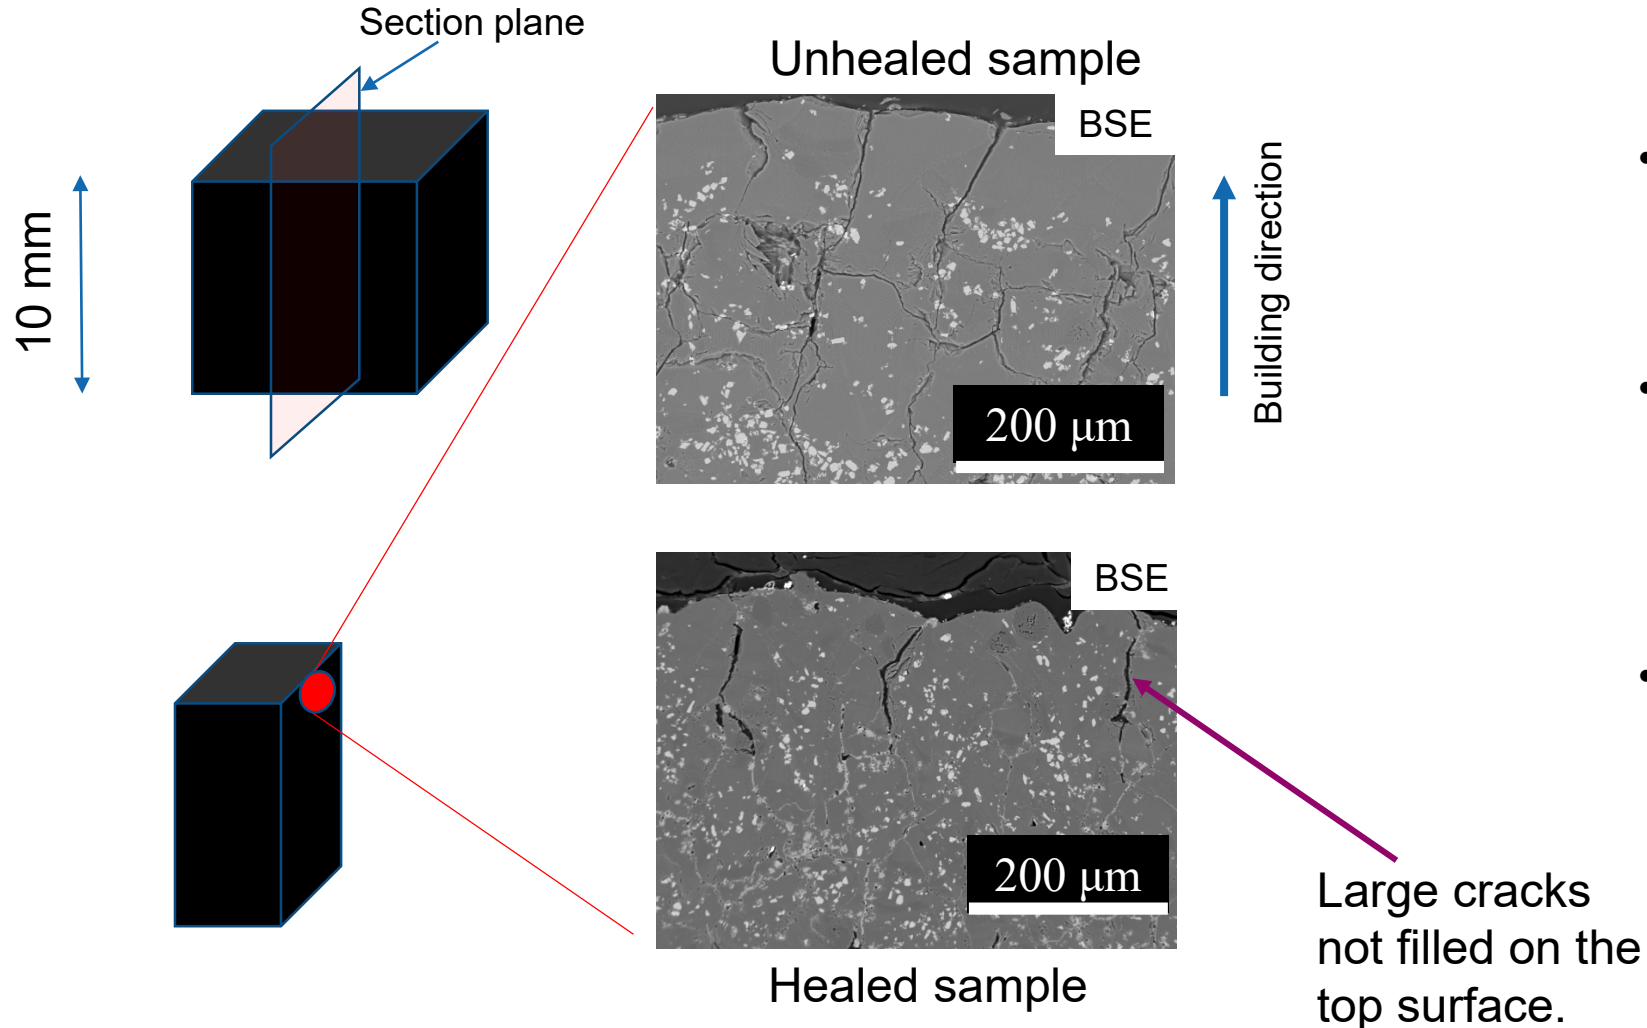 Section plane
Unhealed sample
BSE
10 mm
Building direction
200 μm
BSE
200 μm
Healed sample
Large cracks
not filled on the
top surface.